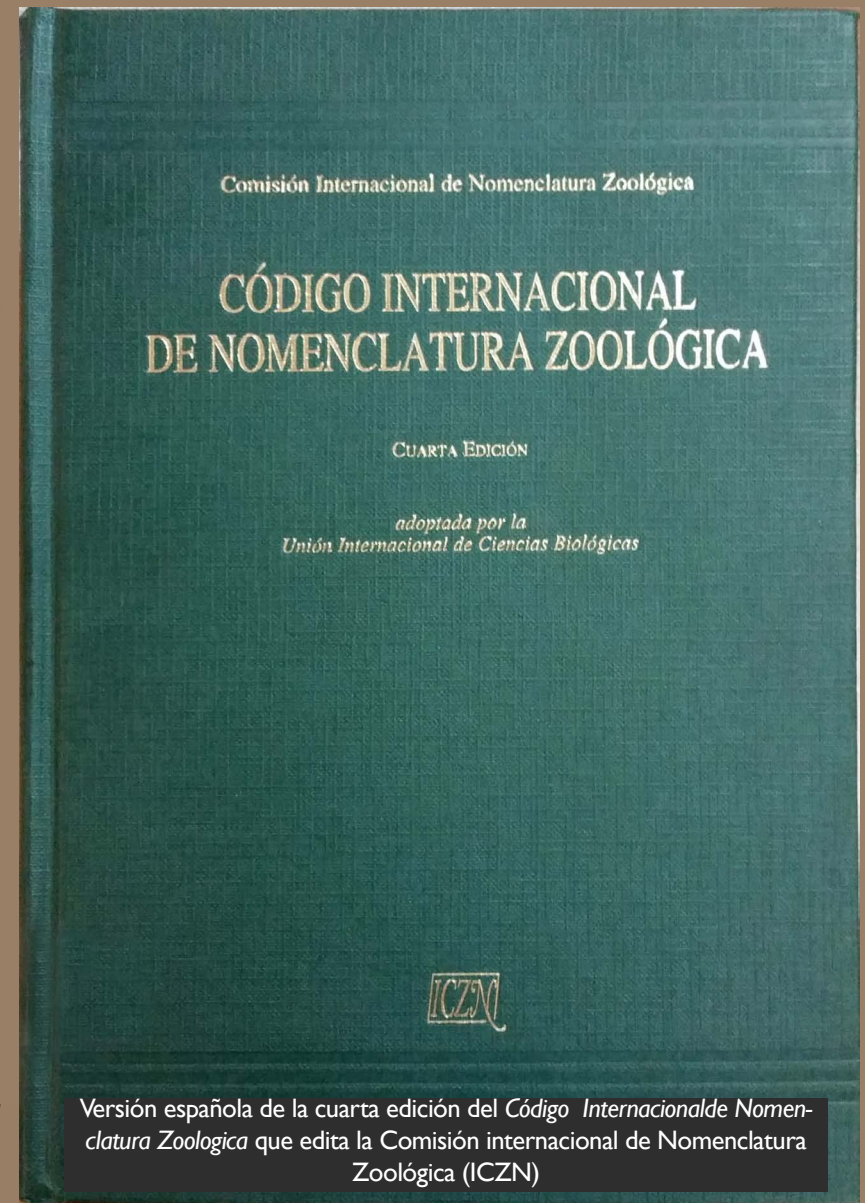 Comisión Internacional de Nomenclatura Zoológica
CÓDIGO INTERNACIONAL
DE NOMENCLATURA ZOOLÓGICA
CUARTA EDICIÓN
adoptada por la
Unión Internacional de Ciencias Biológicas
ICZN
Versión española de la cuarta edición del Código Internacionalde Nomen-
clatura Zoologica que edita la Comisión internacional de Nomenclatura
Zoológica (ICZN)